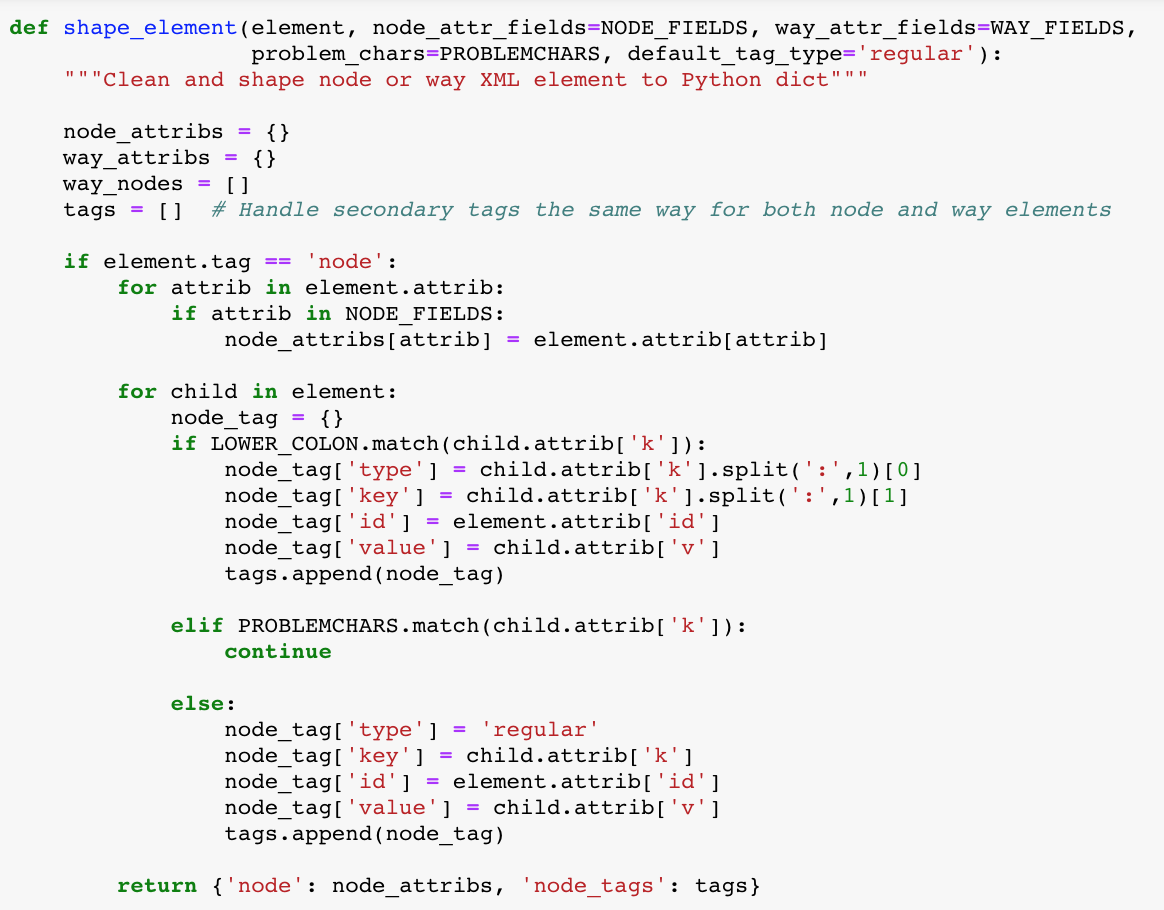 def shape_element(element, node_attr_fields=NODE_FIELDS, way_attr_fields=WAY_FIELDS,
                  problem_chars=PROBLEMCHARS, default_tag_type='regular'):
    """Clean and shape node or way XML element to Python dict"""

    node_attribs = {}
    way_attribs = {}
    way_nodes = []
    tags = []  # Handle secondary tags the same way for both node and way elements

    if element.tag == 'node':
        for attrib in element.attrib:
            if attrib in NODE_FIELDS:
                node_attribs[attrib] = element.attrib[attrib]

        for child in element:
            node_tag = {}
            if LOWER_COLON.match(child.attrib['k']):
                node_tag['type'] = child.attrib['k'].split(':',1)[0]
                node_tag['key'] = child.attrib['k'].split(':',1)[1]
                node_tag['id'] = element.attrib['id']
                node_tag['value'] = child.attrib['v']
                tags.append(node_tag)

            elif PROBLEMCHARS.match(child.attrib['k']):
                continue

            else:
                node_tag['type'] = 'regular'
                node_tag['key'] = child.attrib['k']
                node_tag['id'] = element.attrib['id']
                node_tag['value'] = child.attrib['v']
                tags.append(node_tag)

        return {'node': node_attribs, 'node_tags': tags}